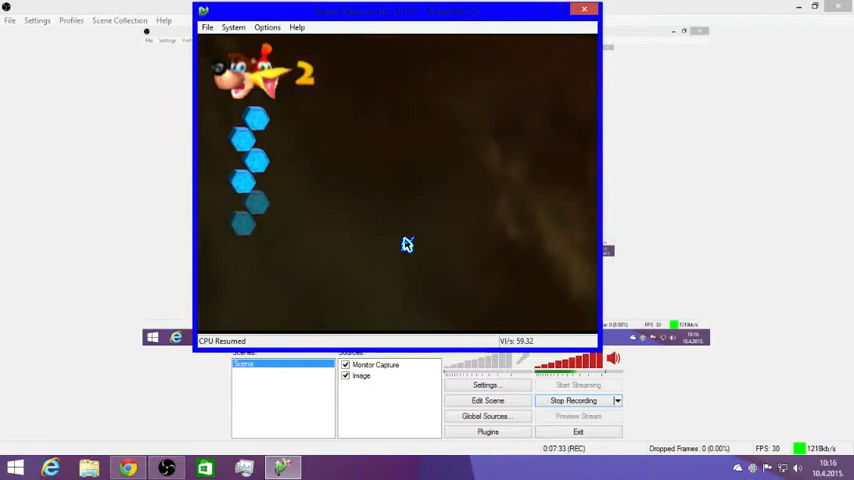 File Settings Profiles Scene Collection Help
File System Options Help
2
CPU Resumed VI/s: 59.32
Scene
Monitor Capture
Image
Settings... Start Streaming
Edit Scene Stop Recording
Global Sources... Preview Stream
Plugins Exit
0:07:33 (REC) Dropped Frames: 0 (0.00%) FPS: 30 1218kb/s
10:16
10.4.2015.